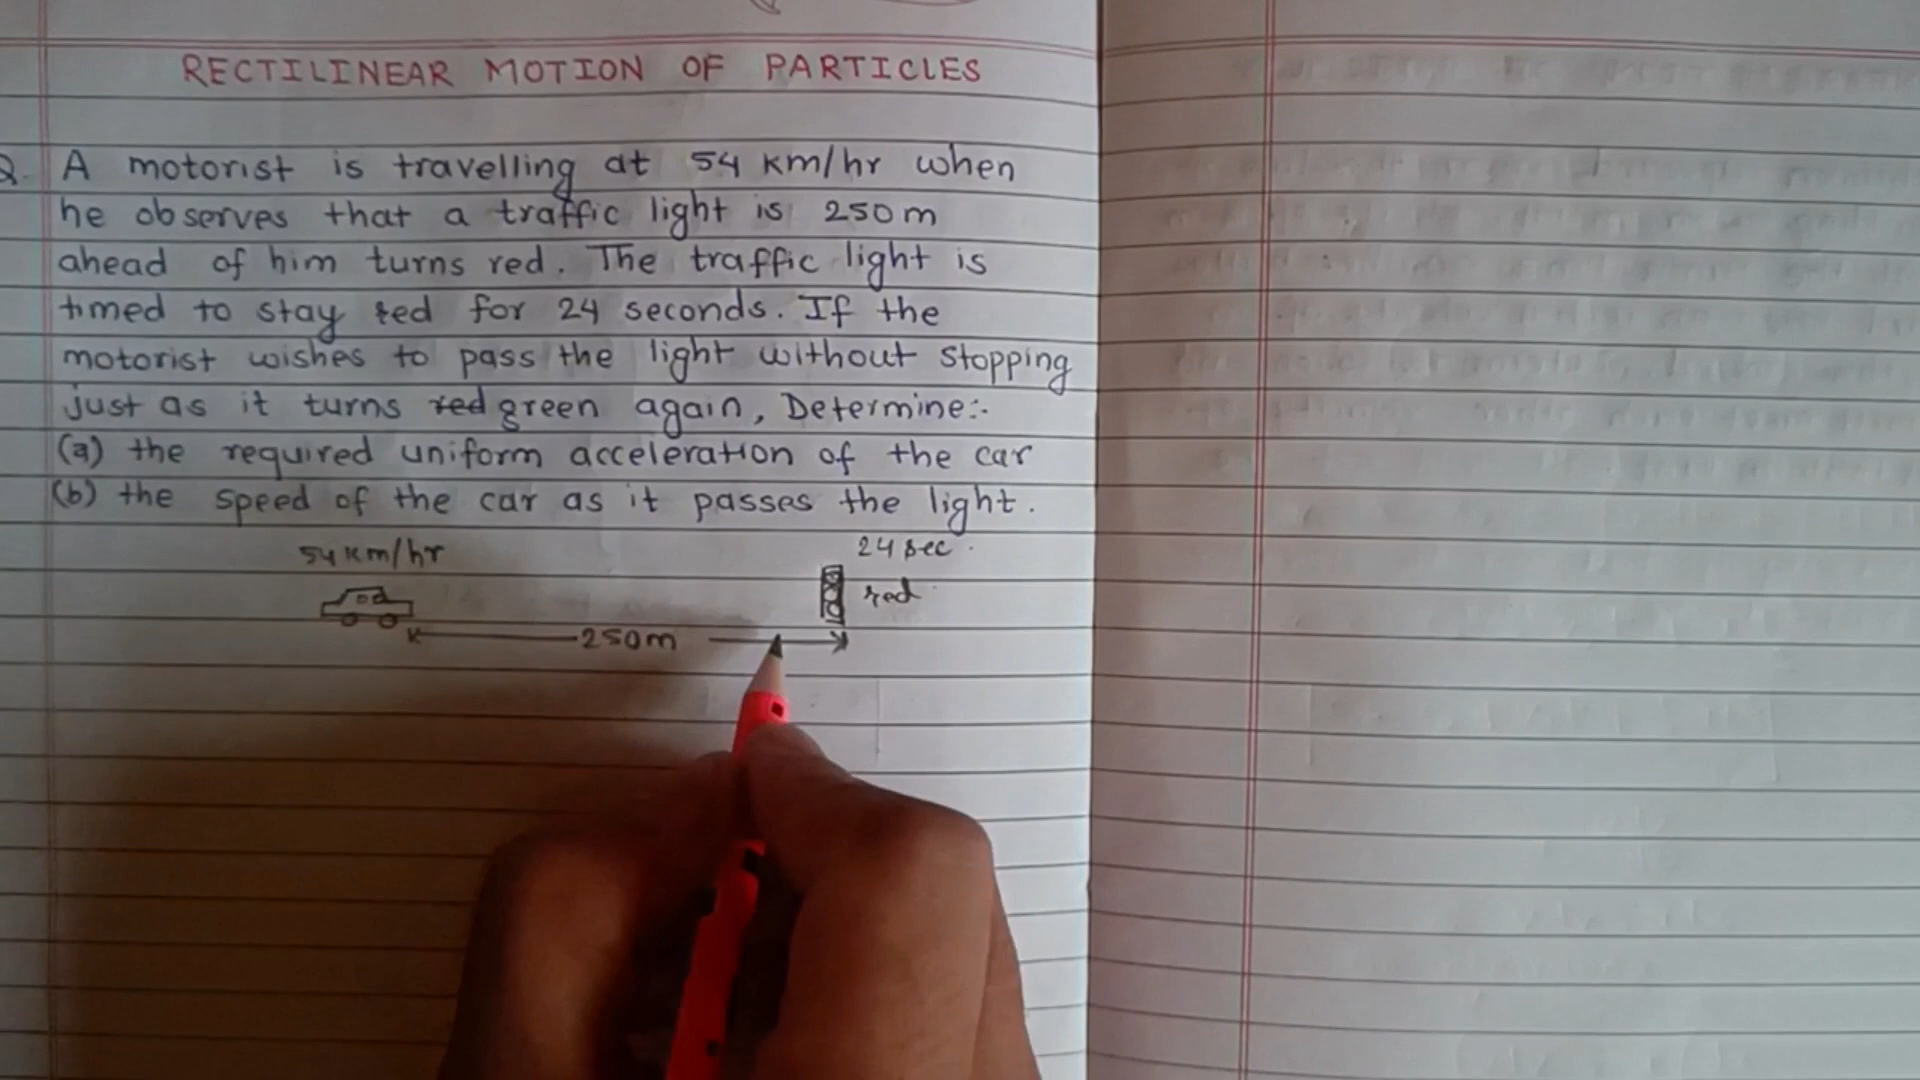 RECTILINEAR MOTION OF PARTICLES
Q. A motorist is travelling at 54 km/hr when
he observes that a traffic light is 250m
ahead of him turns red. The traffic light is
timed to stay red for 24 seconds. If the
motorist wishes to pass the light without stopping
just as it turns red green again, Determine:-
(a) the required uniform acceleration of the car
(b) the speed of the car as it passes the light.
54 km/hr
24 sec.
red
250m